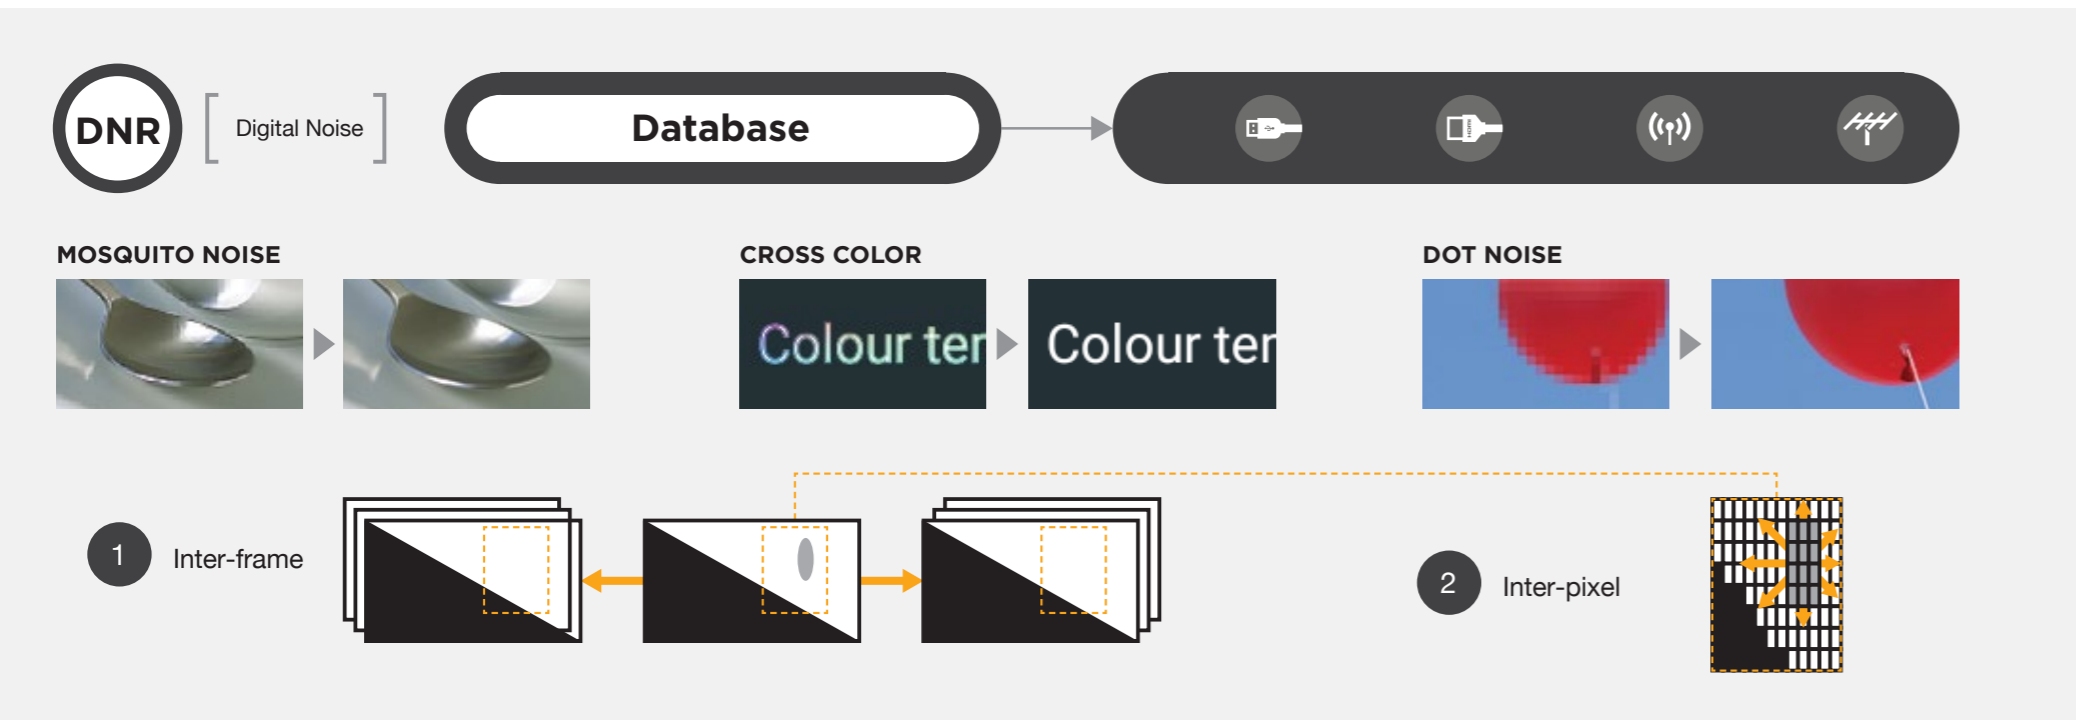 DNR
Digital Noise
Database
HDMI
MOSQUITO NOISE
CROSS COLOR
DOT NOISE
Colour ter
Colour ter
1
Inter-frame
2
Inter-pixel